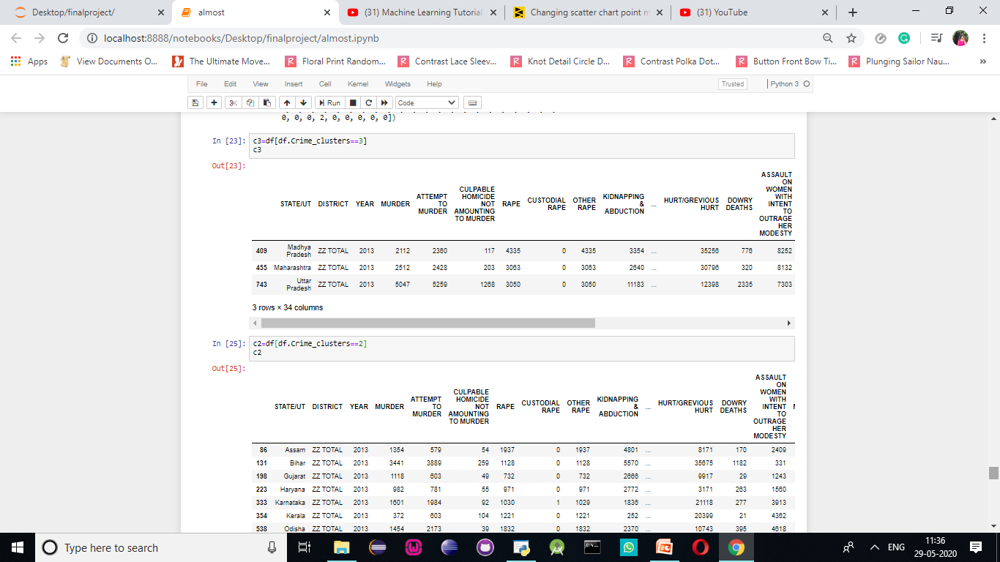 Desktop/finalproject/
almost
(31) Machine Learning Tutorial
Changing scatter chart point m
(31) YouTube
localhost:8888/notebooks/Desktop/finalproject/almost.ipynb
Apps
View Documents O...
The Ultimate Move...
Floral Print Random...
Contrast Lace Sleev...
Knot Detail Circle D...
Contrast Polka Dot...
Button Front Bow Ti...
Plunging Sailor Nau...
File Edit View Insert Cell Kernel Widgets Help
Trusted
Python 3
Run
Code
0, 0, 0, 2, 0, 0, 0, 0, 0])
In [23]: c3=df[df.Crime_clusters==3]
c3
Out[23]:
STATE/UT DISTRICT YEAR MURDER ATTEMPT TO MURDER CULPABLE HOMICIDE NOT AMOUNTING TO MURDER RAPE CUSTODIAL RAPE OTHER RAPE KIDNAPPING & ABDUCTION ... HURT/GREVIOUS HURT DOWRY DEATHS ASSAULT ON WOMEN WITH INTENT TO OUTRAGE HER MODESTY
409 Madhya Pradesh ZZ TOTAL 2013 2112 2360 117 4335 0 4335 3354 ... 35256 776 8252
455 Maharashtra ZZ TOTAL 2013 2512 2428 203 3063 0 3063 2640 ... 30796 320 8132
743 Uttar Pradesh ZZ TOTAL 2013 5047 5259 1268 3050 0 3050 11183 ... 12398 2335 7303
3 rows × 34 columns
In [25]: c2=df[df.Crime_clusters==2]
c2
Out[25]:
STATE/UT DISTRICT YEAR MURDER ATTEMPT TO MURDER CULPABLE HOMICIDE NOT AMOUNTING TO MURDER RAPE CUSTODIAL RAPE OTHER RAPE KIDNAPPING & ABDUCTION ... HURT/GREVIOUS HURT DOWRY DEATHS ASSAULT ON WOMEN WITH INTENT TO OUTRAGE HER MODESTY
86 Assam ZZ TOTAL 2013 1354 579 54 1937 0 1937 4801 ... 8171 170 2409
131 Bihar ZZ TOTAL 2013 3441 3889 259 1128 0 1128 5570 ... 35675 1182 331
198 Gujarat ZZ TOTAL 2013 1118 603 49 732 0 732 2666 ... 9917 29 1243
223 Haryana ZZ TOTAL 2013 982 781 55 971 0 971 2772 ... 3171 263 1560
333 Karnataka ZZ TOTAL 2013 1601 1984 92 1030 1 1029 1836 ... 21118 277 3913
354 Kerala ZZ TOTAL 2013 372 603 104 1221 0 1221 252 ... 20399 21 4362
538 Odisha ZZ TOTAL 2013 1454 2173 39 1832 0 1832 2370 ... 10743 395 4618
Type here to search
ENG
11:36
29-05-2020